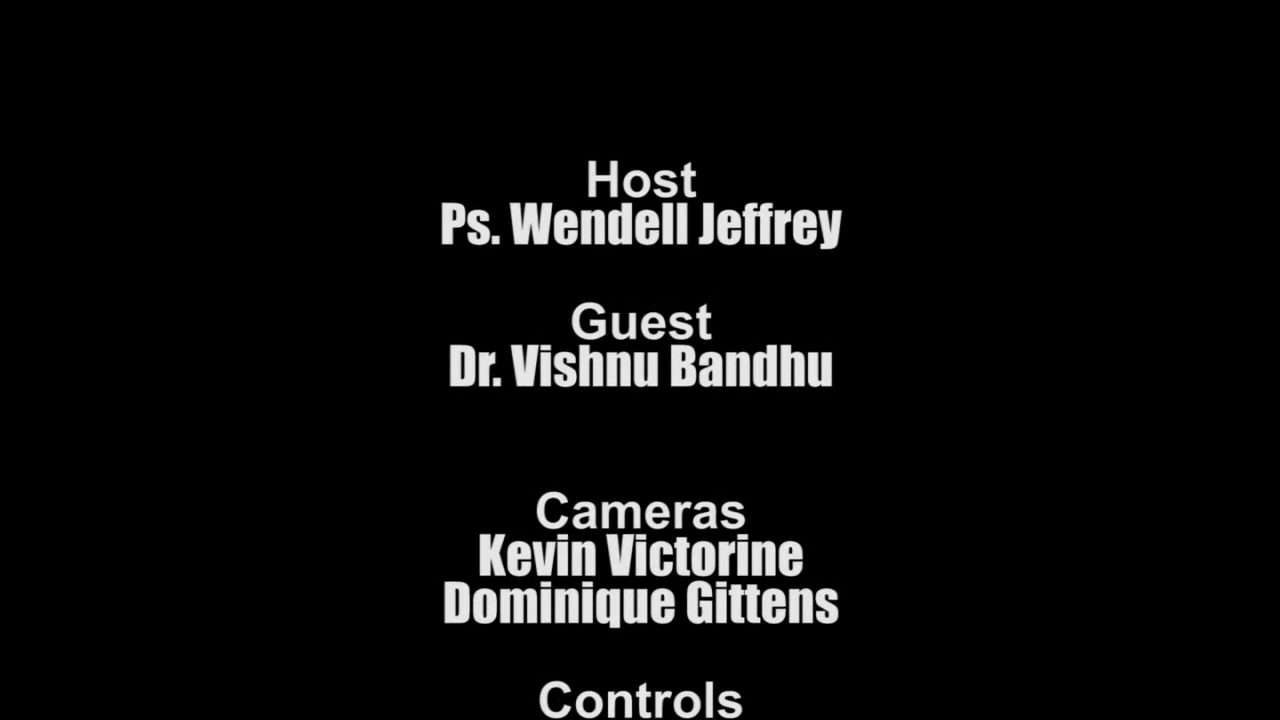 Host
Ps. Wendell Jeffrey
Guest
Dr. Vishnu Bandhu
Cameras
Kevin Victorine
Dominique Gittens
Controls